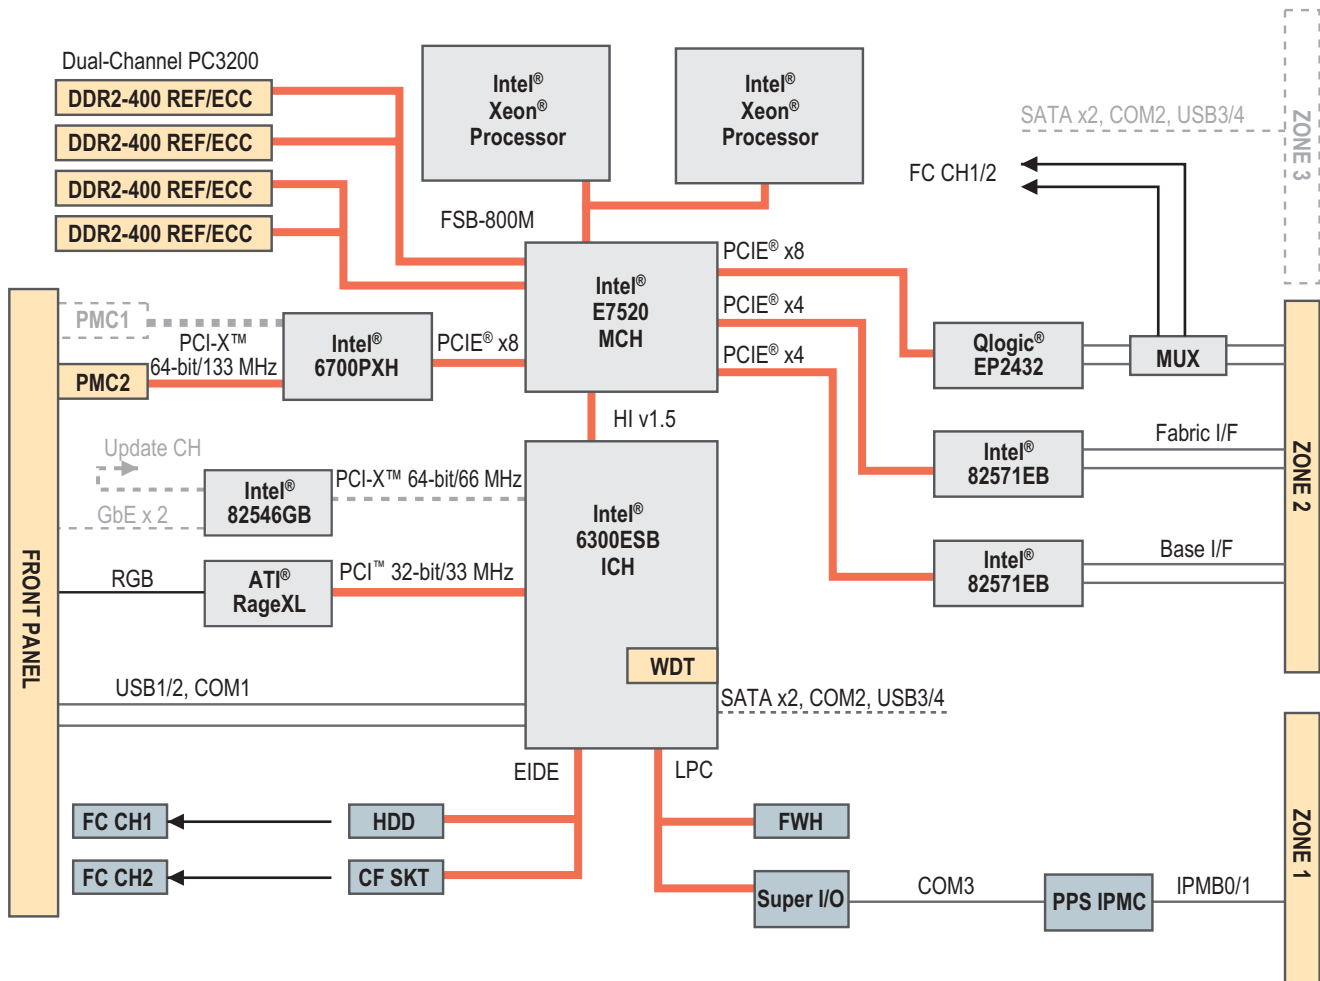 Dual-Channel PC3200
DDR2-400 REF/ECC
DDR2-400 REF/ECC
DDR2-400 REF/ECC
DDR2-400 REF/ECC
Intel®
Xeon®
Processor
Intel®
Xeon®
Processor
FSB-800M
SATA x2, COM2, USB3/4
ZONE 3
FC CH1/2
Intel®
E7520
MCH
PCIE® x8
PCIE® x4
PCIE® x4
PMC1
PCI-X™
64-bit/133 MHz
PMC2
Intel®
6700PXH
PCIE® x8
Qlogic®
EP2432
MUX
HI v1.5
Update CH
GbE x 2
Intel®
82546GB
PCI-X™ 64-bit/66 MHz
Intel®
6300ESB
ICH
Intel®
82571EB
Fabric I/F
Intel®
82571EB
Base I/F
ZONE 2
FRONT PANEL
RGB
ATI®
RageXL
PCI™ 32-bit/33 MHz
WDT
USB1/2, COM1
SATA x2, COM2, USB3/4
EIDE
LPC
FC CH1
HDD
FWH
FC CH2
CF SKT
Super I/O
COM3
PPS IPMC
IPMB0/1
ZONE 1